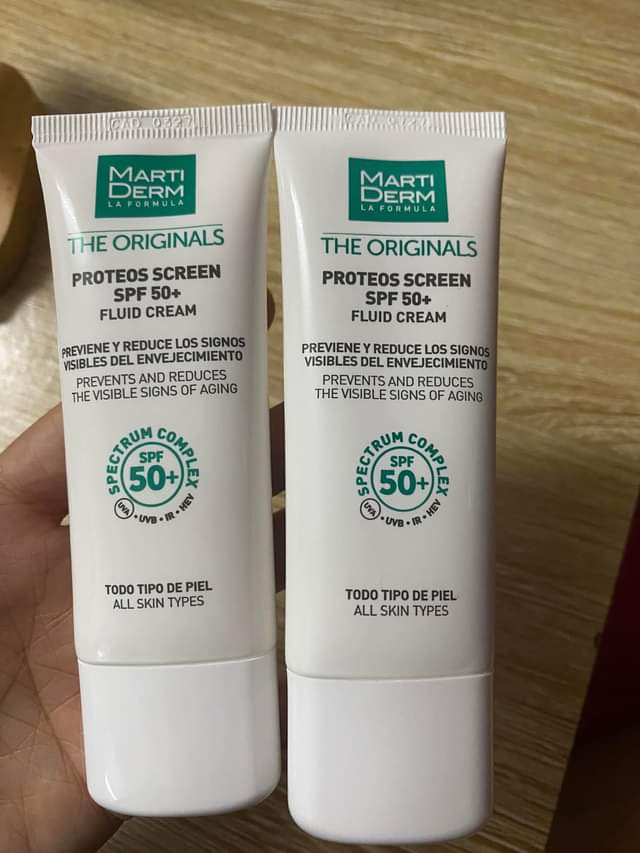 CAD 0327
MARTI
DERM
LA FORMULA
THE ORIGINALS
PROTEOS SCREEN
SPF 50+
FLUID CREAM
PREVIENE Y REDUCE LOS SIGNOS
VISIBLES DEL ENVEJECIMIENTO
PREVENTS AND REDUCES
THE VISIBLE SIGNS OF AGING
SPECTRUM COMPLEX
SPF
50+
UVA • UVB • IR • HEV
TODO TIPO DE PIEL
ALL SKIN TYPES
MARTI
DERM
LA FORMULA
THE ORIGINALS
PROTEOS SCREEN
SPF 50+
FLUID CREAM
PREVIENE Y REDUCE LOS SIGNOS
VISIBLES DEL ENVEJECIMIENTO
PREVENTS AND REDUCES
THE VISIBLE SIGNS OF AGING
SPECTRUM COMPLEX
SPF
50+
UVA • UVB • IR • HEV
TODO TIPO DE PIEL
ALL SKIN TYPES